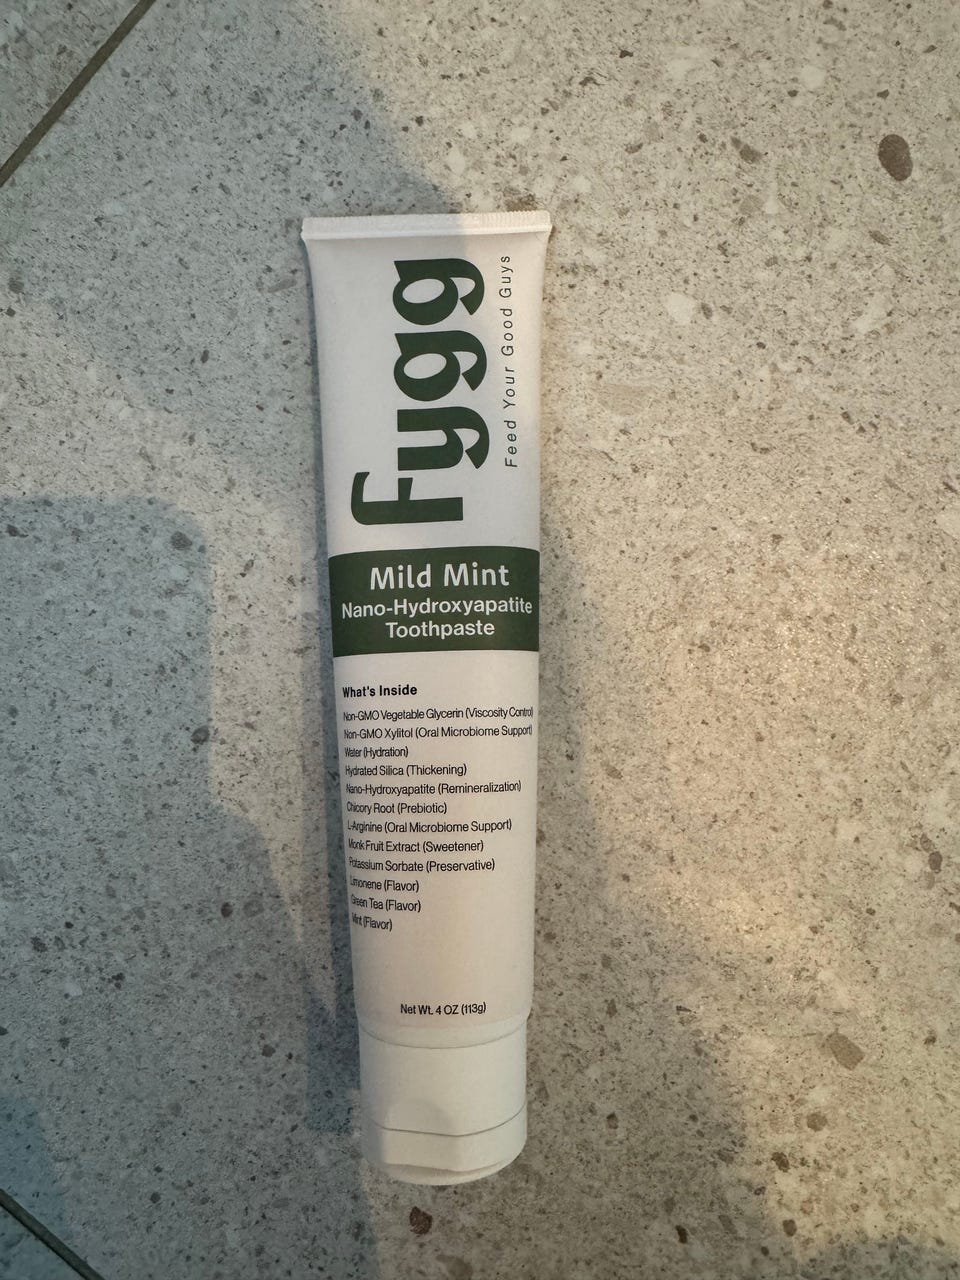 Fygg
Feed Your Good Guys
Mild Mint
Nano-Hydroxyapatite
Toothpaste
What's Inside
Non-GMO Vegetable Glycerin (Viscosity Control)
Non-GMO Xylitol (Oral Microbiome Support)
Water (Hydration)
Hydrated Silica (Thickening)
Nano-Hydroxyapatite (Remineralization)
Chicory Root (Prebiotic)
L-Arginine (Oral Microbiome Support)
Monk Fruit Extract (Sweetener)
Potassium Sorbate (Preservative)
Limonene (Flavor)
Green Tea (Flavor)
Mint (Flavor)
Net Wt. 4 OZ (113g)